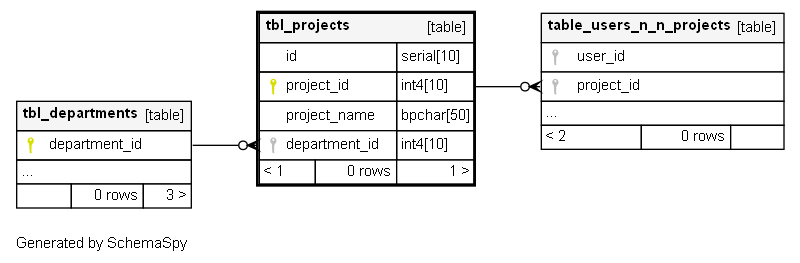 tbl_departments [table]
department_id
...
0 rows 3 >
tbl_projects [table]
id serial[10]
project_id int4[10]
project_name bpchar[50]
department_id int4[10]
< 1 0 rows 1 >
table_users_n_n_projects [table]
user_id
project_id
...
< 2 0 rows
Generated by SchemaSpy